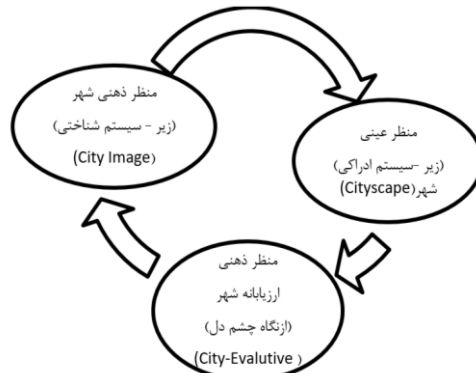 منظر ذهنی شهر
(زیر - سیستم شناختی)
(City Image)
منظر عینی
(زیر -سیستم ادراکی)
شهر(Cityscape)
منظر ذهنی
ارزیابانه شهر
(ازنگاه چشم دل)
(City-Evalutive )